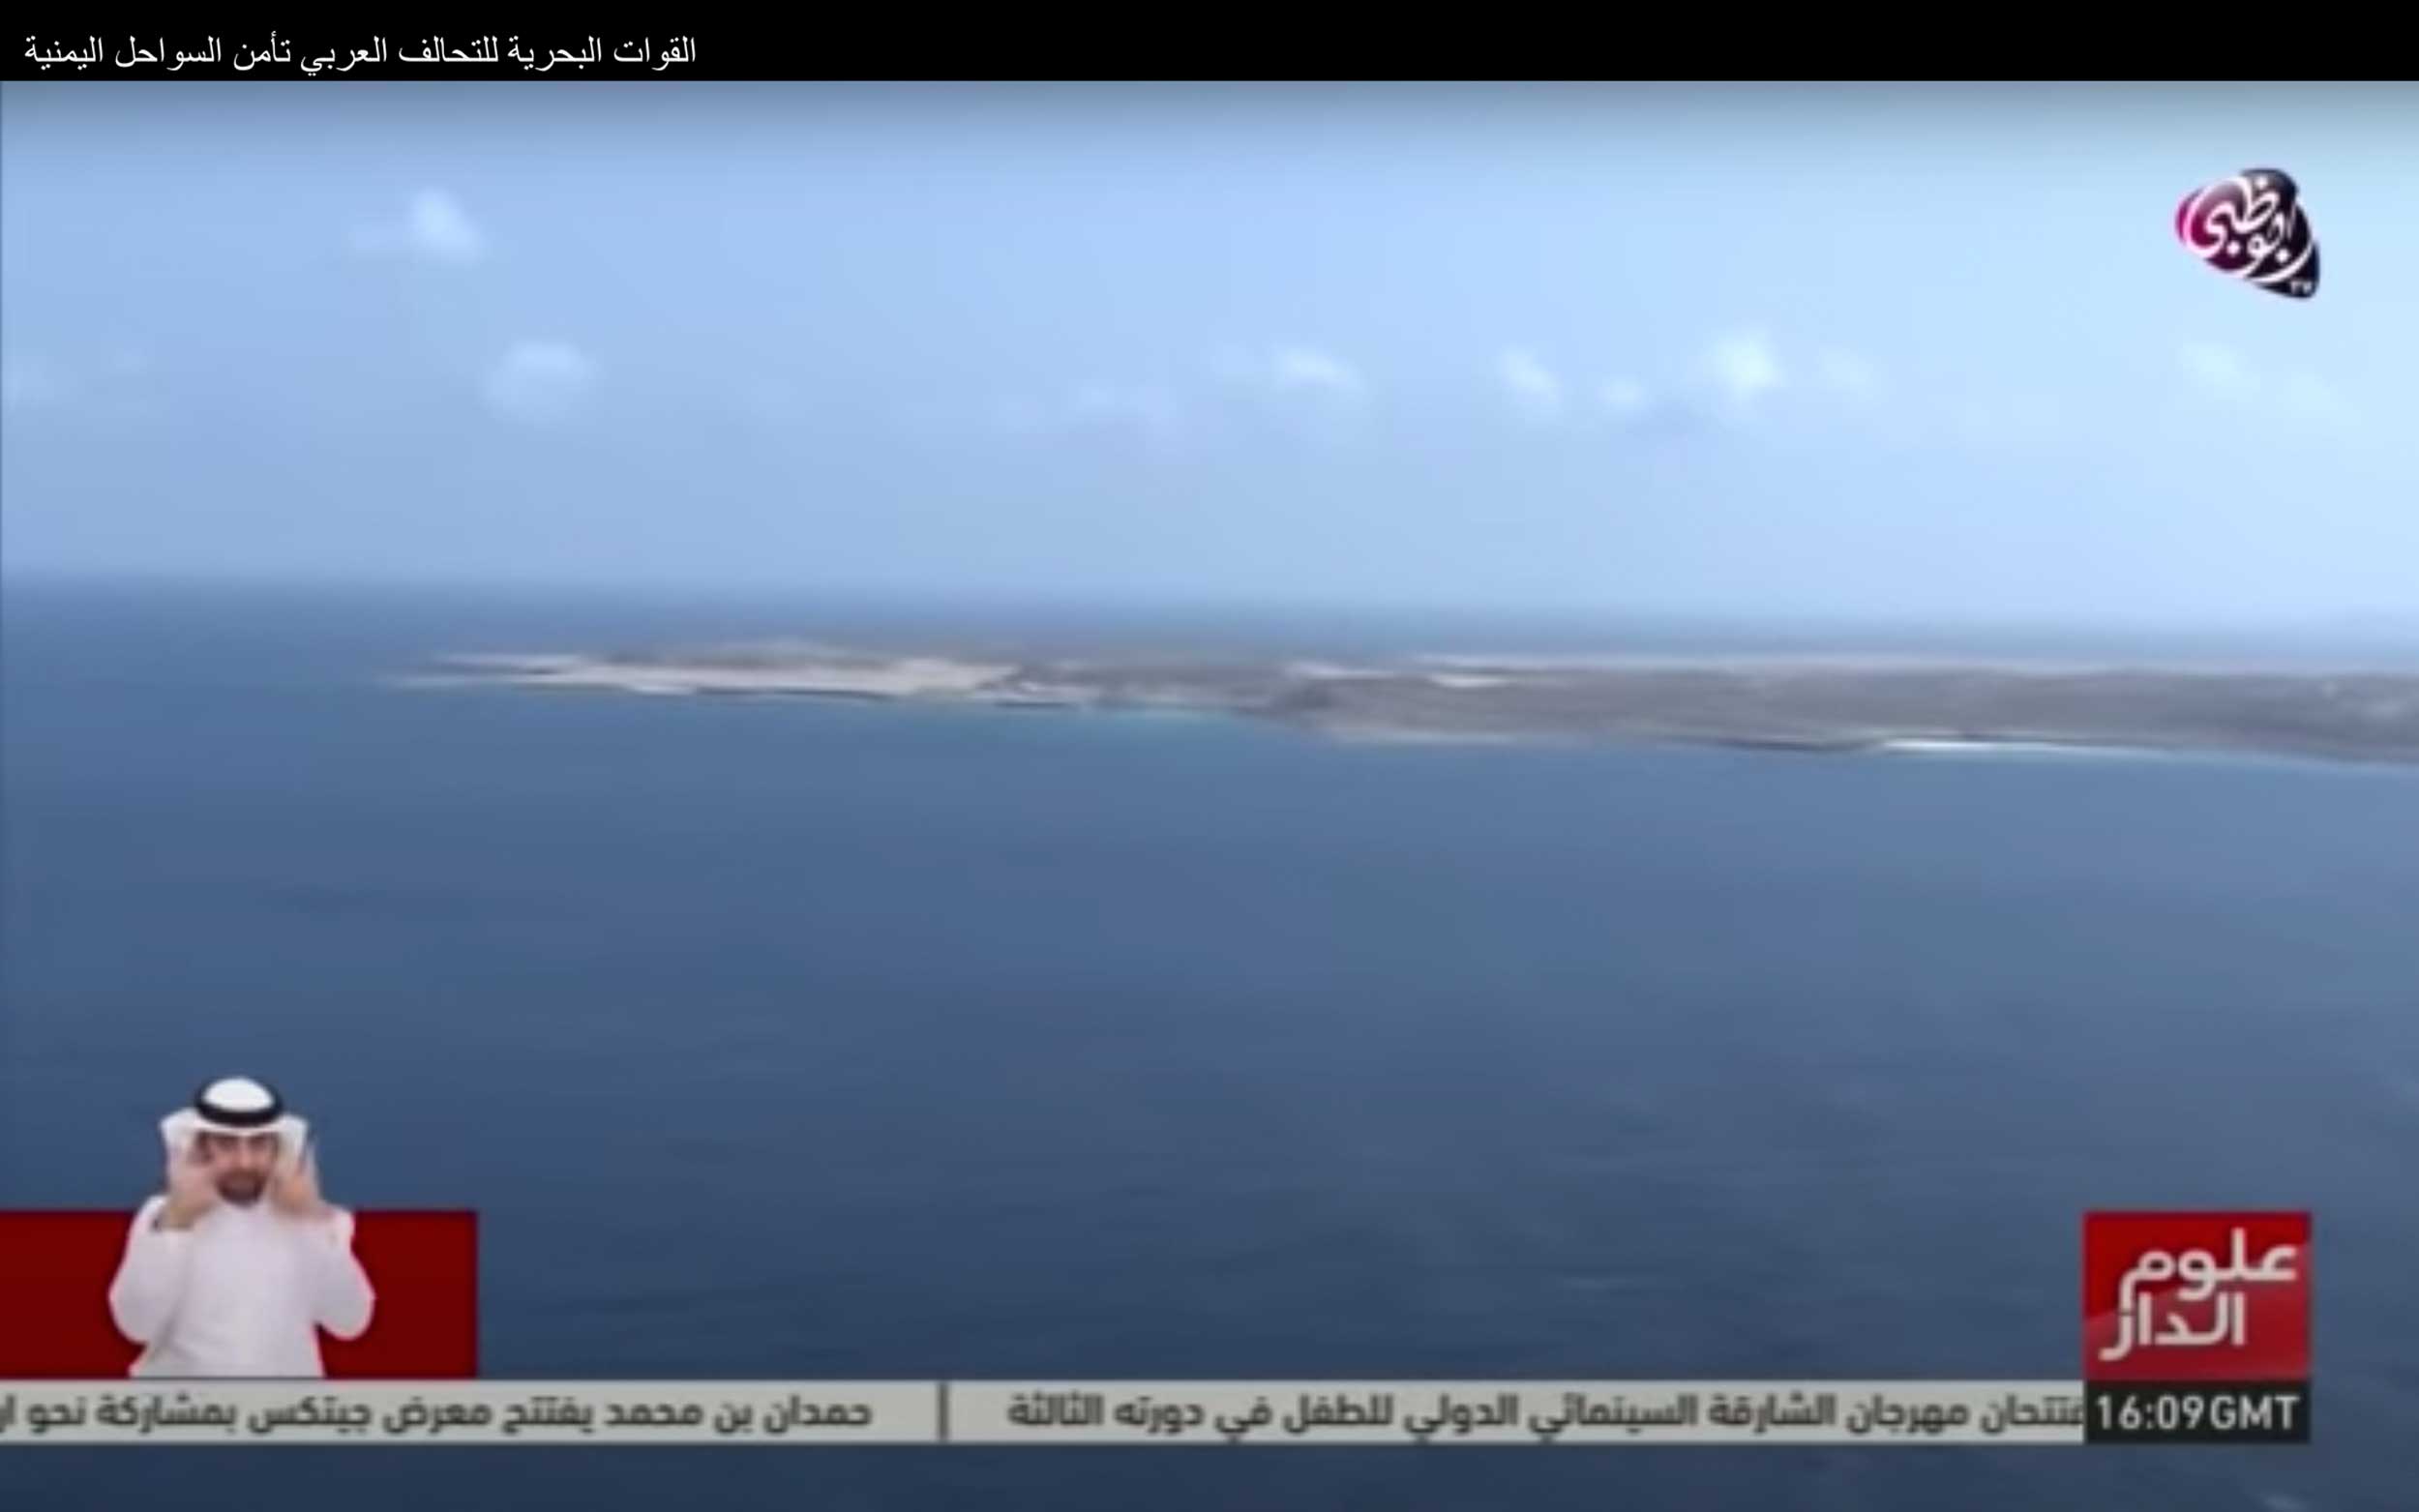 القوات البحرية للتحالف العربي تأمن السواحل اليمنية
أبوظبي
TV
علوم
الدار
16:09GMT
مهرجان الشارقة السينمائي الدولي للطفل في دورته الثالثة | حمدان بن محمد يفتتح معرض جيتكس بمشاركة نحو